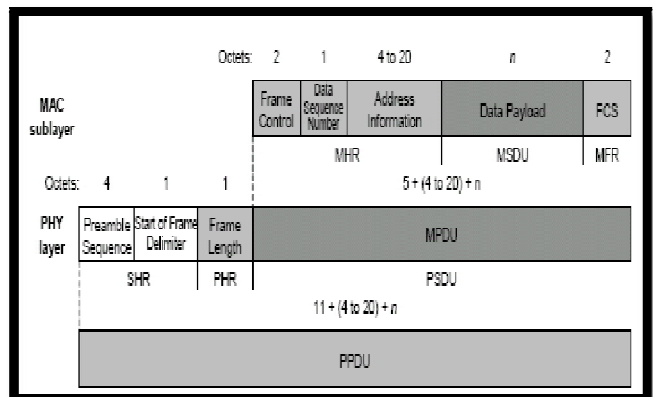 Octets: 2 1 4 to 20 n 2
MAC sublayer
Frame Control
Data Sequence Number
Address Information
Data Payload
FCS
MHR MSDU MFR
Octets: 4 1 1 5 + (4 to 20) + n
PHY layer
Preamble Sequence
Start of Frame Delimiter
Frame Length
MPDU
SHR PHR PSDU
11 + (4 to 20) + n
PPDU